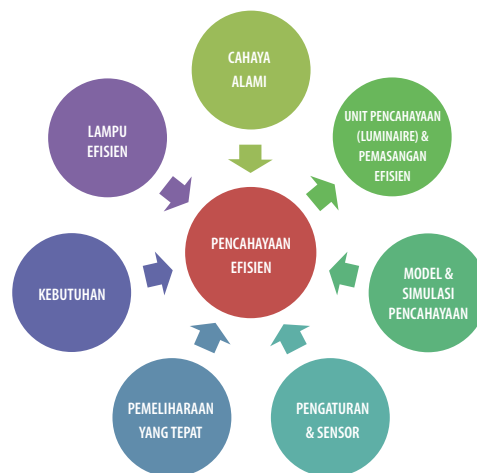 CAHAYA
ALAMI
UNIT PENCAHAYAAN
(LUMINAIRE) &
PEMASANGAN
EFISIEN
LAMPU
EFISIEN
PENCAHAYAAN
EFISIEN
KEBUTUHAN
MODEL &
SIMULASI
PENCAHAYAAN
PEMELIHARAAN
YANG TEPAT
PENGATURAN
& SENSOR